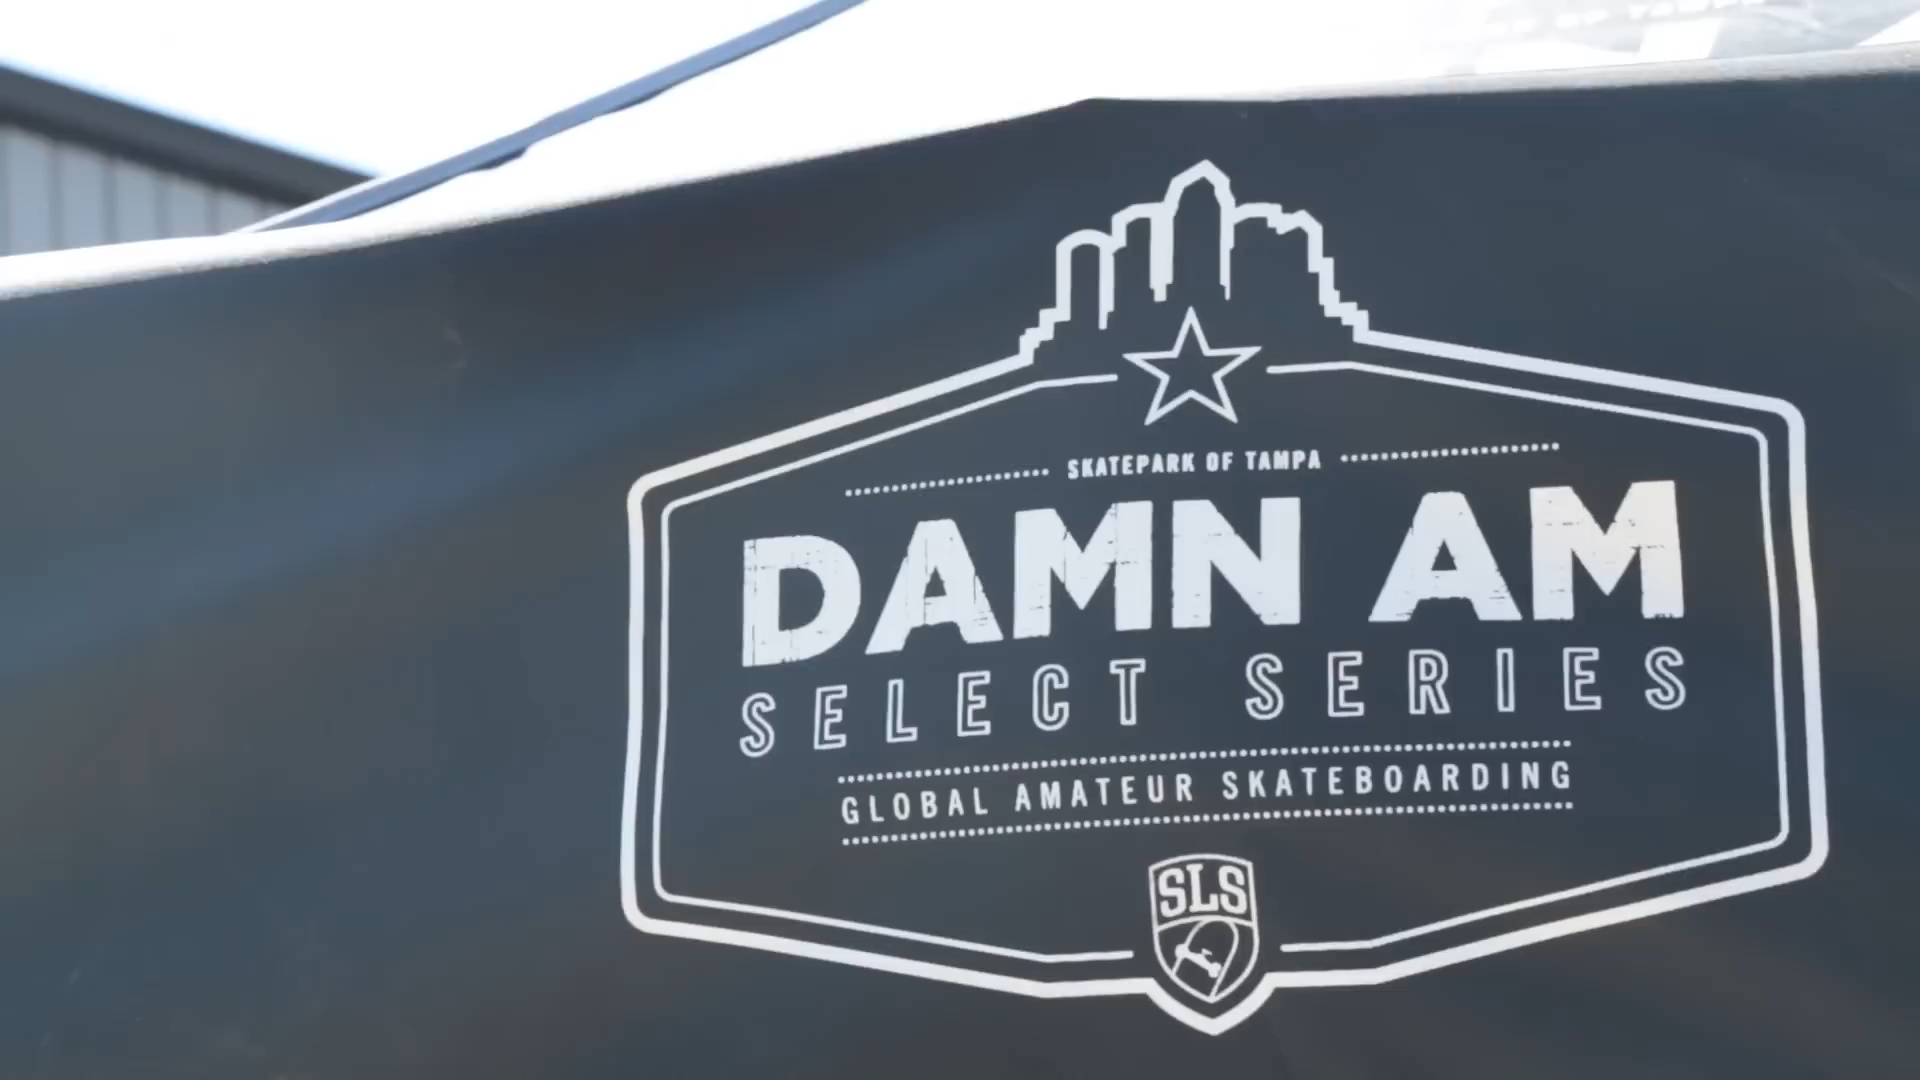 SKATEPARK OF TAMPA
DAMN AM
SELECT SERIES
GLOBAL AMATEUR SKATEBOARDING
SLS